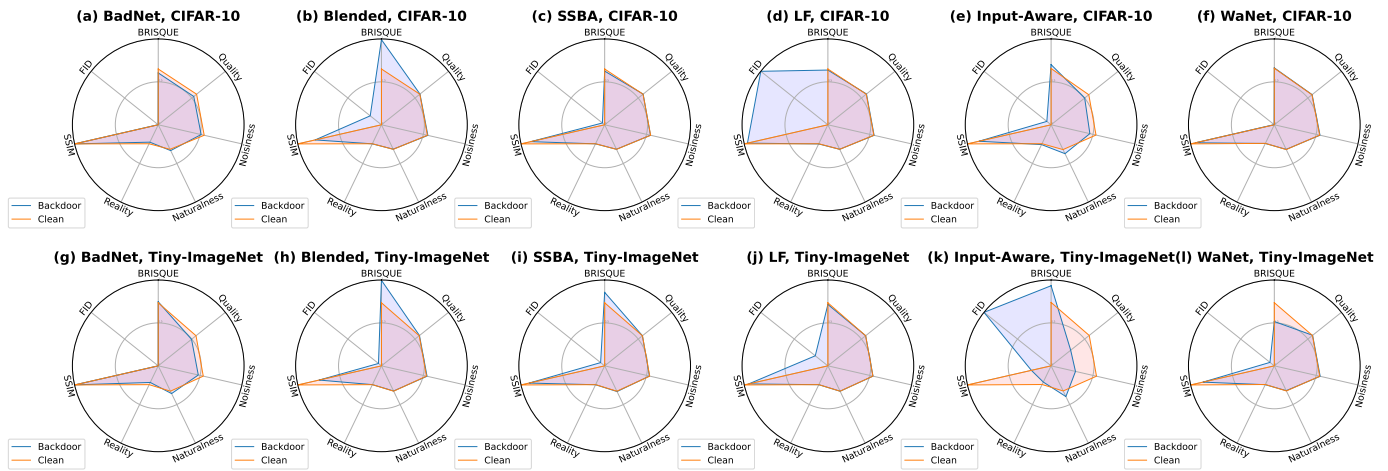 (a) BadNet, CIFAR-10
BRISQUE
Quality
FID
Noisiness
SSIM
Reality
Naturalness
Backdoor
Clean
(b) Blended, CIFAR-10
BRISQUE
Quality
FID
Noisiness
SSIM
Reality
Naturalness
Backdoor
Clean
(c) SSBA, CIFAR-10
BRISQUE
Quality
FID
Noisiness
SSIM
Reality
Naturalness
Backdoor
Clean
(d) LF, CIFAR-10
BRISQUE
Quality
FID
Noisiness
SSIM
Reality
Naturalness
Backdoor
Clean
(e) Input-Aware, CIFAR-10
BRISQUE
Quality
FID
Noisiness
SSIM
Reality
Naturalness
Backdoor
Clean
(f) WaNet, CIFAR-10
BRISQUE
Quality
FID
Noisiness
SSIM
Reality
Naturalness
Backdoor
Clean
(g) BadNet, Tiny-ImageNet
BRISQUE
Quality
FID
Noisiness
SSIM
Reality
Naturalness
Backdoor
Clean
(h) Blended, Tiny-ImageNet
BRISQUE
Quality
FID
Noisiness
SSIM
Reality
Naturalness
Backdoor
Clean
(i) SSBA, Tiny-ImageNet
BRISQUE
Quality
FID
Noisiness
SSIM
Reality
Naturalness
Backdoor
Clean
(j) LF, Tiny-ImageNet
BRISQUE
Quality
FID
Noisiness
SSIM
Reality
Naturalness
Backdoor
Clean
(k) Input-Aware, Tiny-ImageNet
BRISQUE
Quality
FID
Noisiness
SSIM
Reality
Naturalness
Backdoor
Clean
(l) WaNet, Tiny-ImageNet
BRISQUE
Quality
FID
Noisiness
SSIM
Reality
Naturalness
Backdoor
Clean